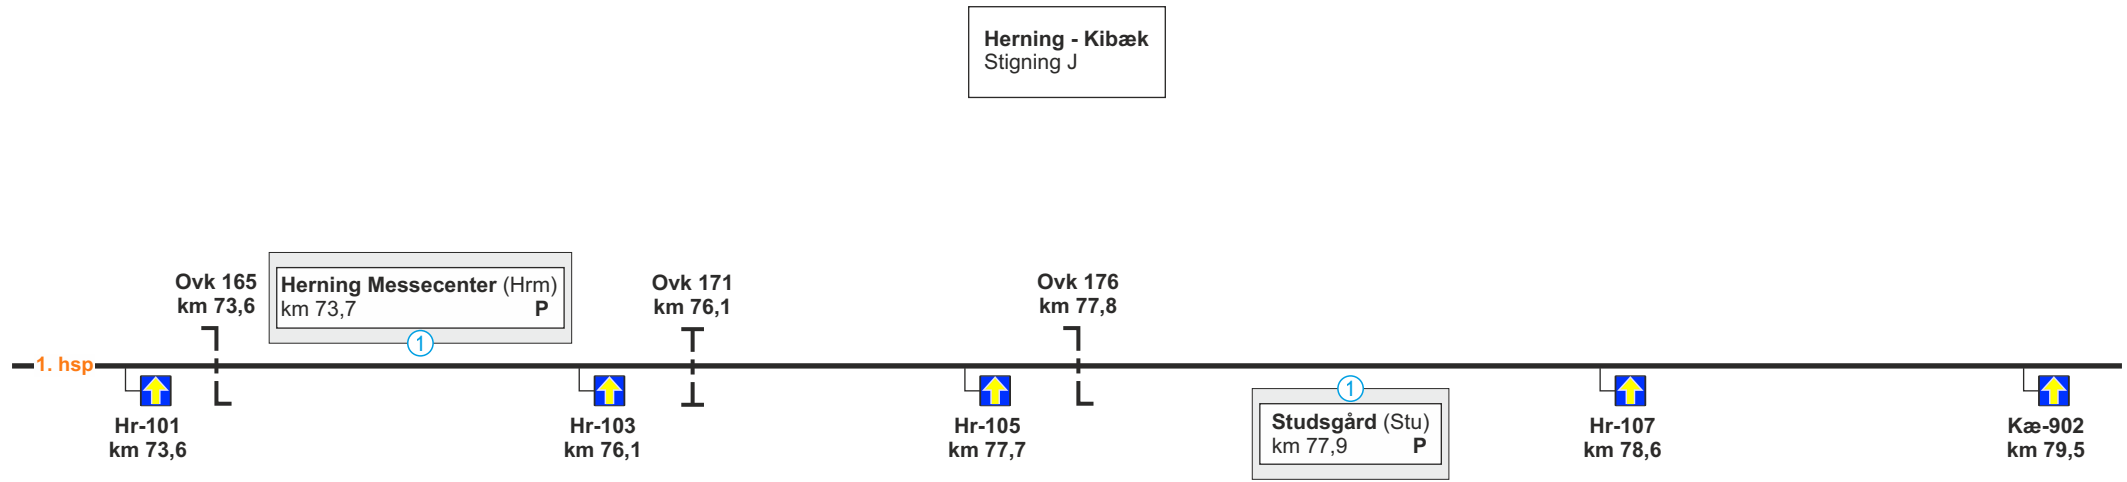 Herning - Kibæk
Stigning J
Ovk 165
km 73,6
Herning Messecenter (Hrm)
km 73,7 P
1
Ovk 171
km 76,1
Ovk 176
km 77,8
1. hsp
Hr-101
km 73,6
Hr-103
km 76,1
Hr-105
km 77,7
1
Studsgård (Stu)
km 77,9 P
Hr-107
km 78,6
Kæ-902
km 79,5